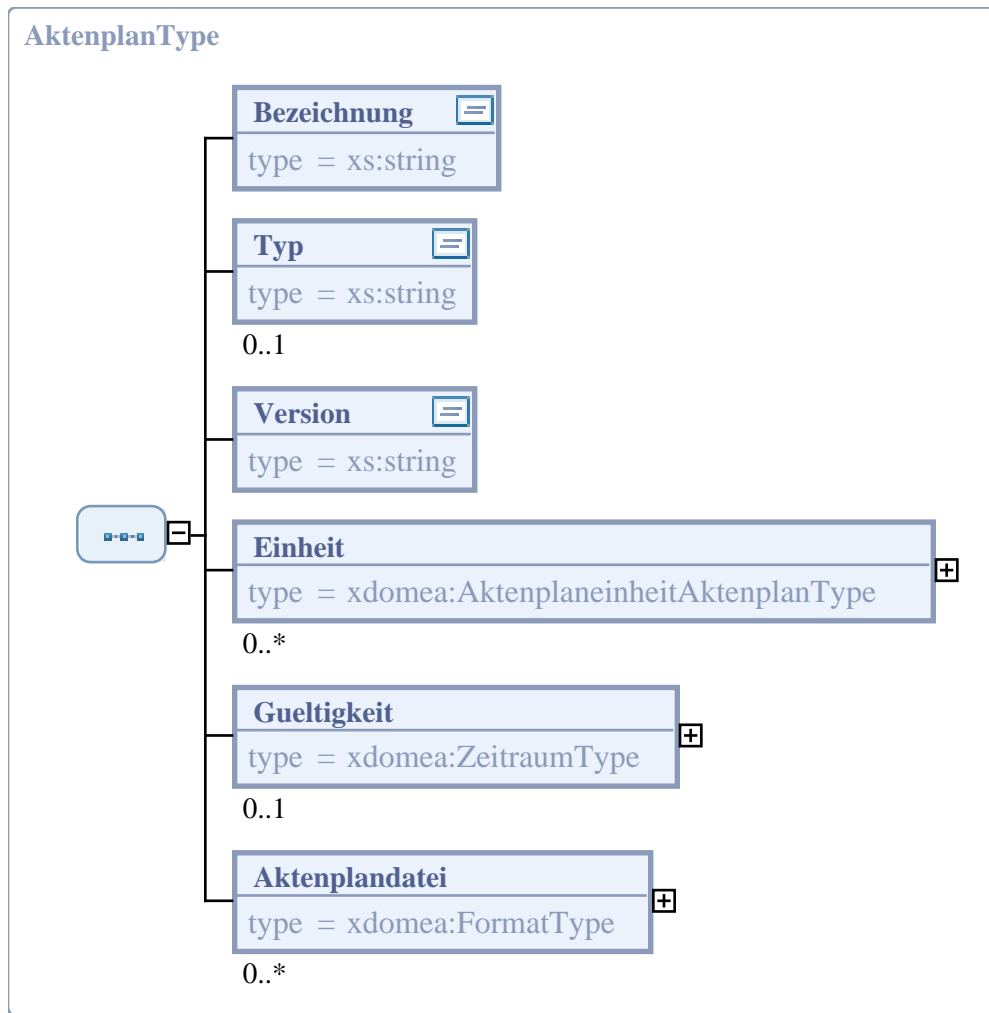 AktenplanType
Bezeichnung
type = xs:string
Typ
type = xs:string
0..1
Version
type = xs:string
Einheit
type = xdomea:AktenplaneinheitAktenplanType
0..*
Gueltigkeit
type = xdomea:ZeitraumType
0..1
Aktenplandatei
type = xdomea:FormatType
0..*